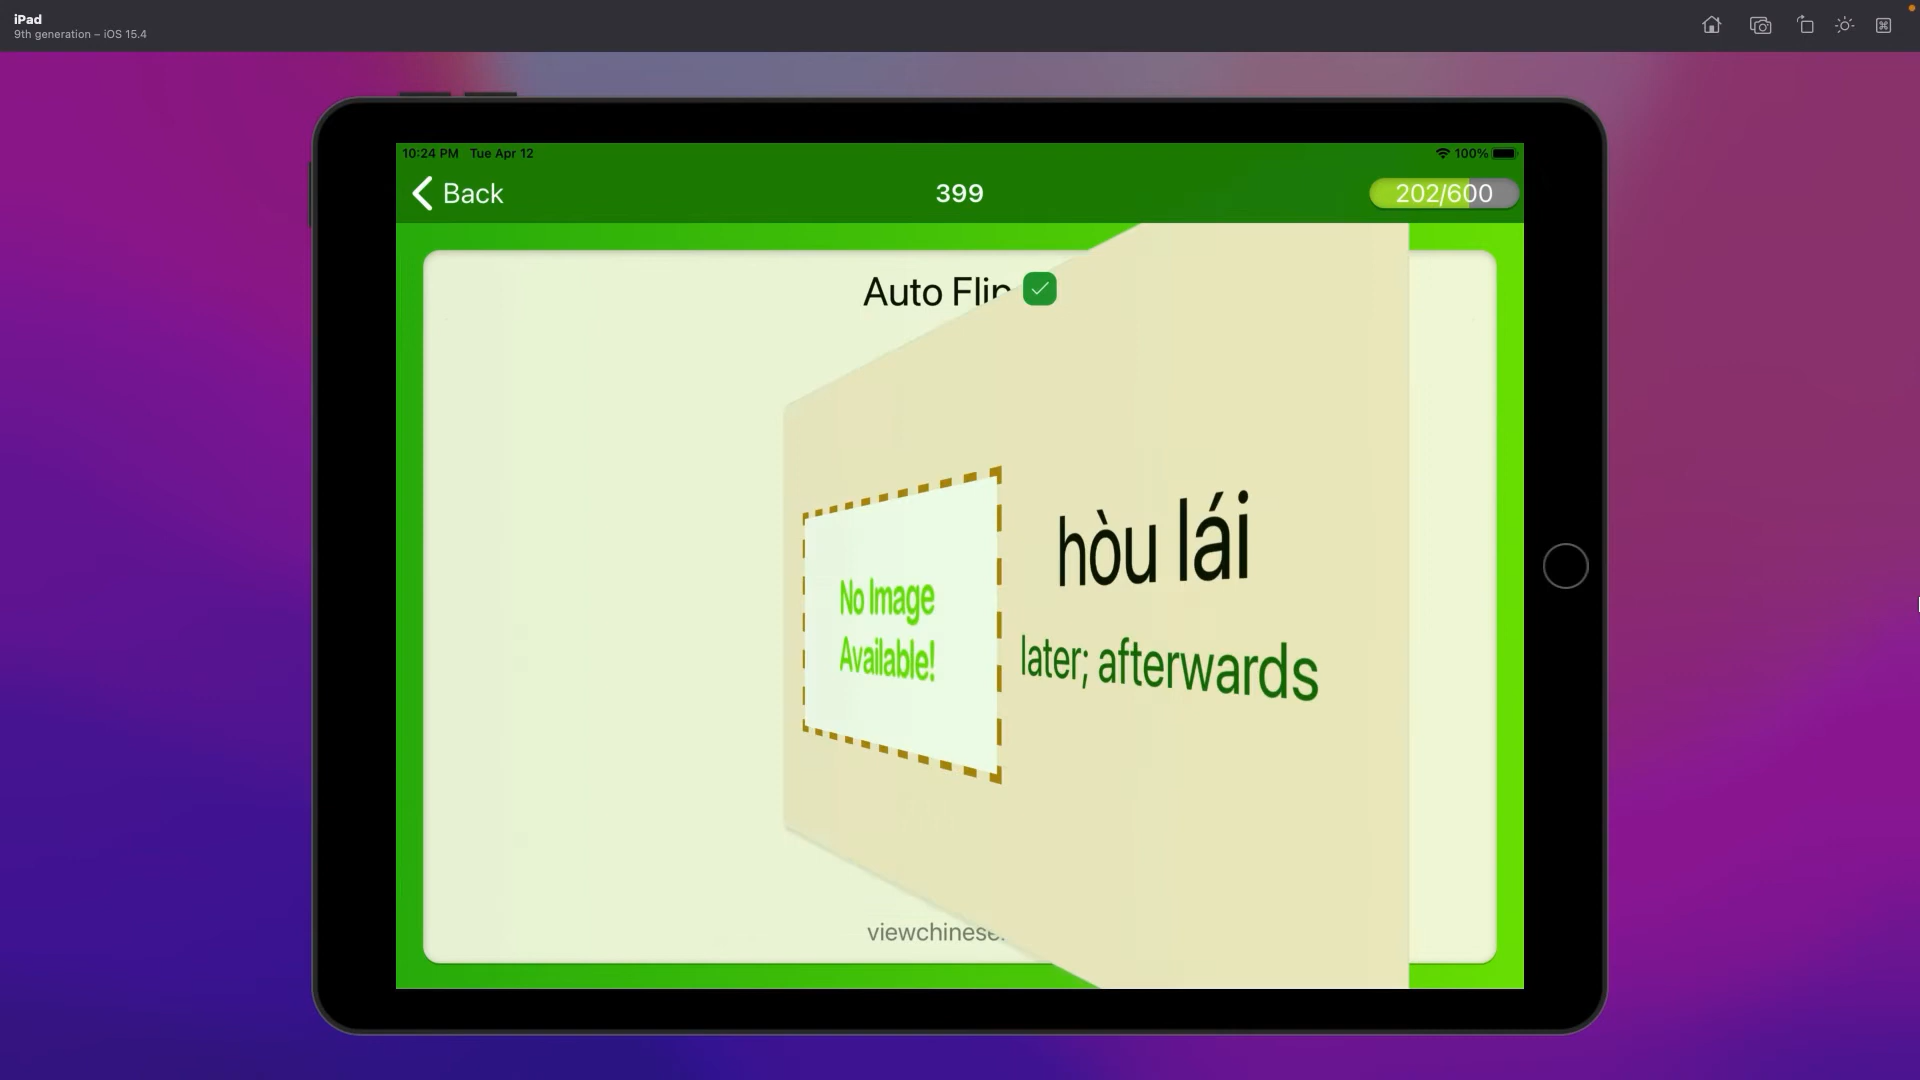 iPad
9th generation – iOS 15.4
10:24 PM Tue Apr 12
100%
Back
399
202/600
Auto Flip
hòu lái
No Image
Available!
later; afterwards
viewchinese.